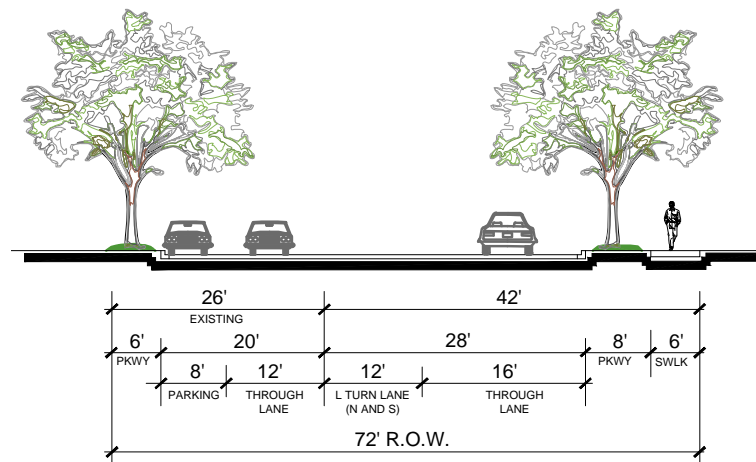 26' 42'
EXISTING
6' 20' 28' 8' 6'
PKWY PKWY SWLK
8' 12' 12' 16'
PARKING THROUGH L TURN LANE THROUGH
LANE (N AND S) LANE
72' R.O.W.